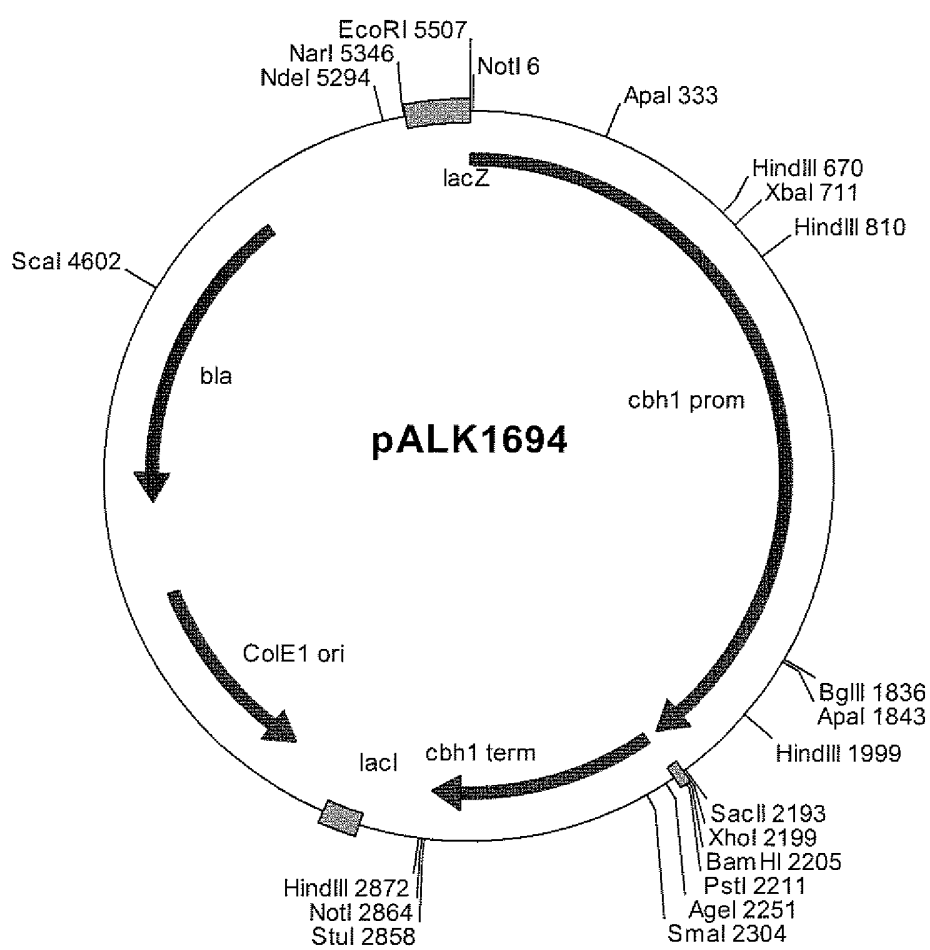 EcoRI 5507
NarI 5346
NdeI 5294
NotI 6
ApaI 333
lacZ
HindIII 670
XbaI 711
HindIII 810
ScaI 4602
bla
cbh1 prom
pALK1694
ColE1 ori
BglII 1836
ApaI 1843
HindIII 1999
cbh1 term
lacI
SacII 2193
XhoI 2199
BamHI 2205
PstI 2211
AgeI 2251
SmaI 2304
HindIII 2872
NotI 2864
StuI 2858